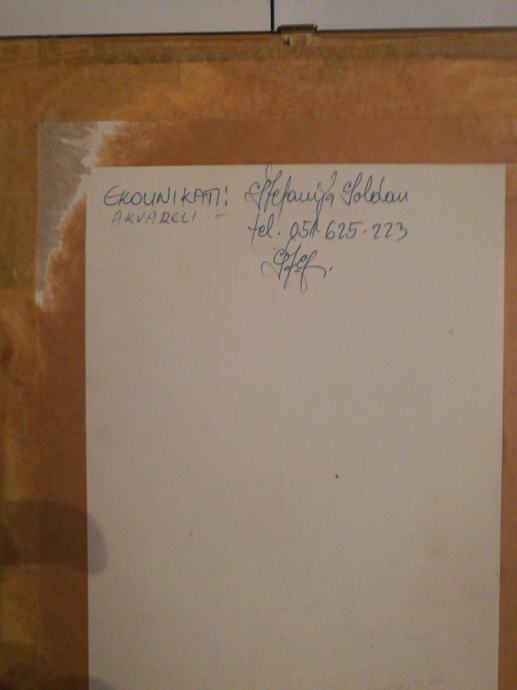 EKOUNIKATI: Stefanija Soldan
AKVARELI
tel. 051-625-223